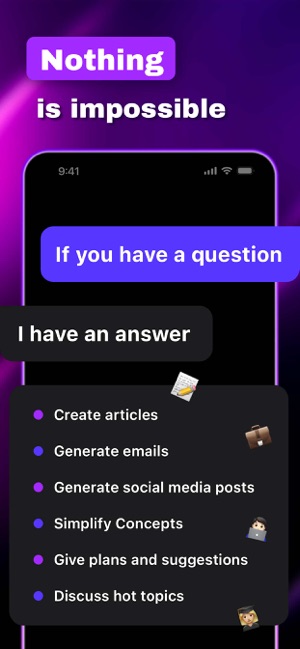 Nothing
is impossible
9:41
If you have a question
I have an answer
Create articles
Generate emails
Generate social media posts
Simplify Concepts
Give plans and suggestions
Discuss hot topics